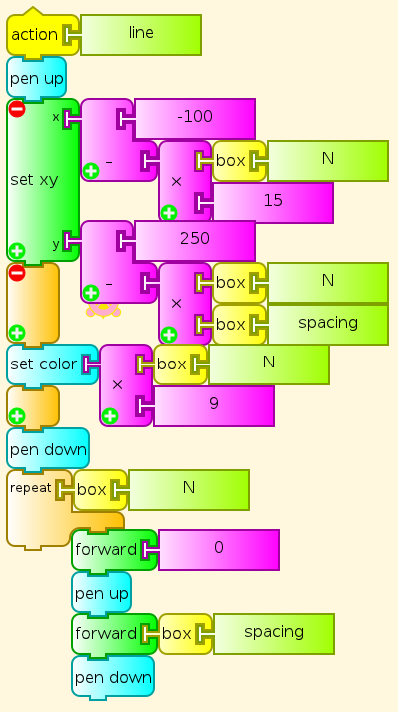 action line
pen up
x -100
– box N
× 15
set xy
y 250
– box N
× box spacing
set color × box N
9
pen down
repeat box N
forward 0
pen up
forward box spacing
pen down